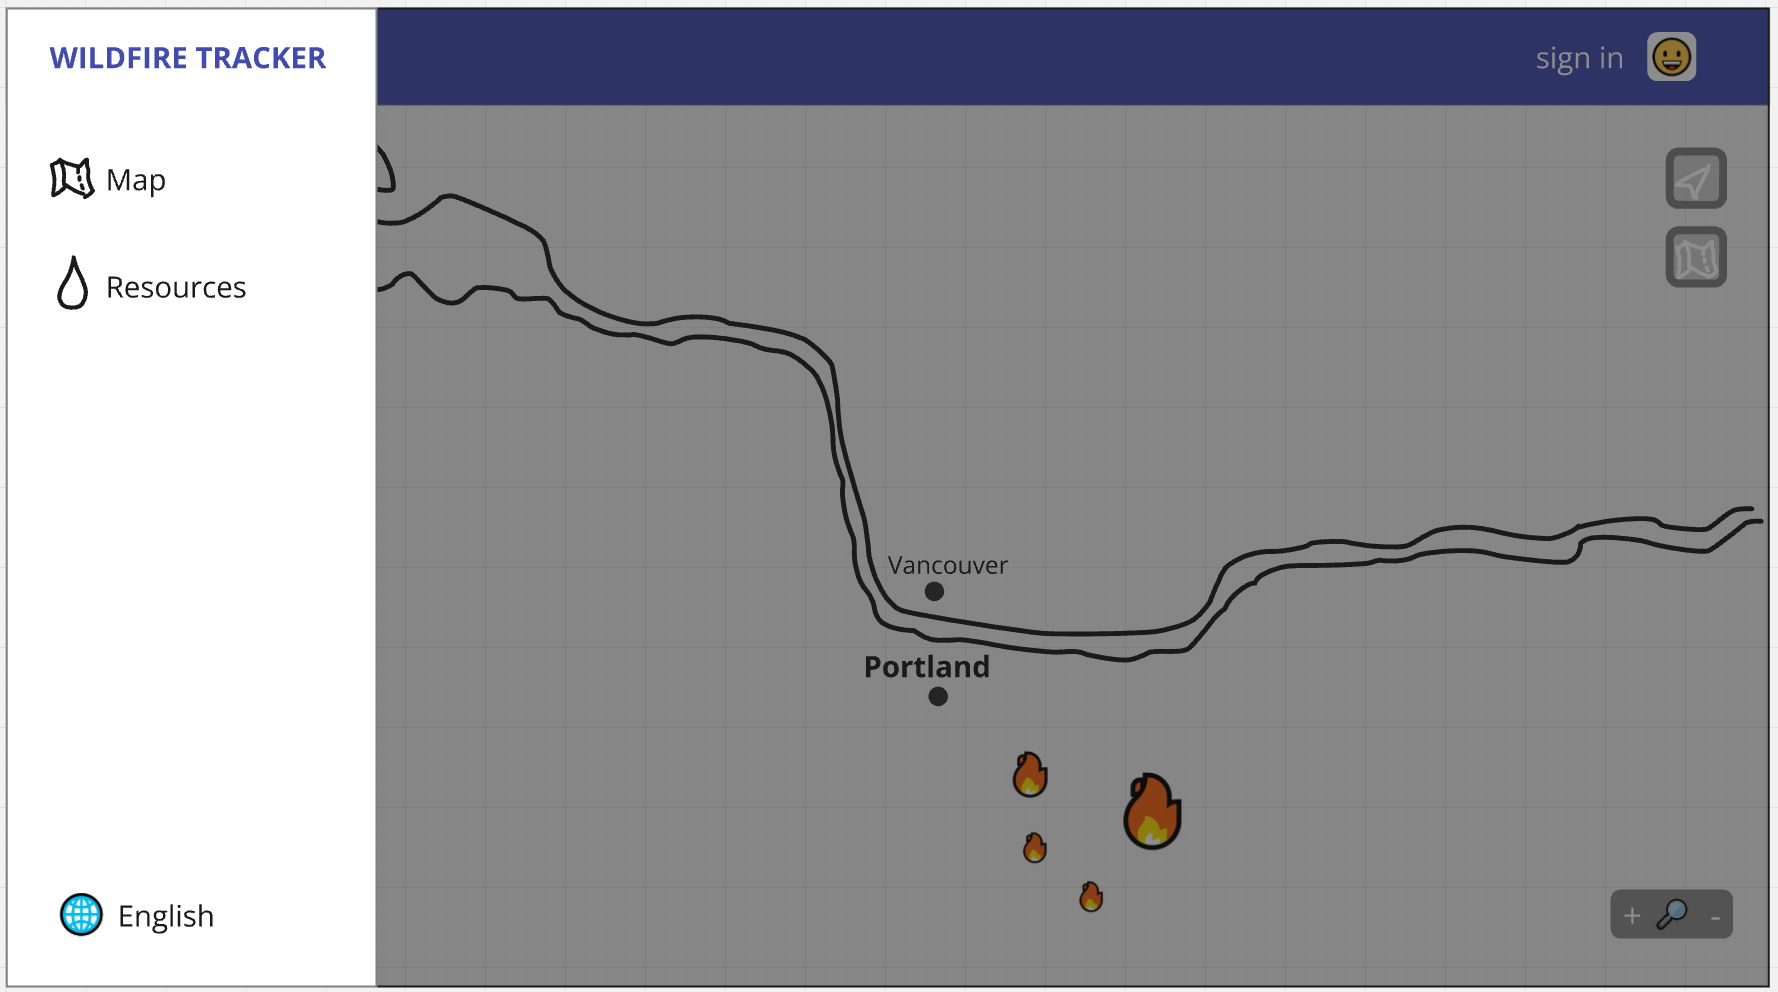 WILDFIRE TRACKER
sign in
Map
Resources
Vancouver
Portland
English
+ -